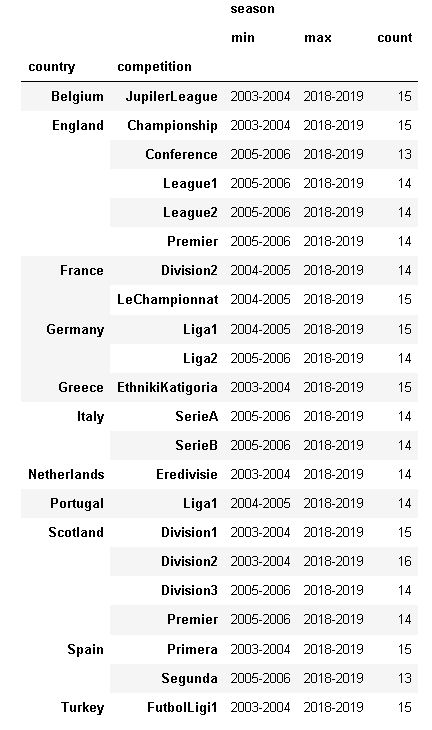 season
min max count
country competition
Belgium JupilerLeague 2003-2004 2018-2019 15
England Championship 2003-2004 2018-2019 15
Conference 2005-2006 2018-2019 13
League1 2005-2006 2018-2019 14
League2 2005-2006 2018-2019 14
Premier 2005-2006 2018-2019 14
France Division2 2004-2005 2018-2019 14
LeChampionnat 2004-2005 2018-2019 15
Germany Liga1 2004-2005 2018-2019 15
Liga2 2005-2006 2018-2019 14
Greece EthnikiKatigoria 2003-2004 2018-2019 15
Italy SerieA 2005-2006 2018-2019 14
SerieB 2005-2006 2018-2019 14
Netherlands Eredivisie 2003-2004 2018-2019 14
Portugal Liga1 2004-2005 2018-2019 14
Scotland Division1 2003-2004 2018-2019 15
Division2 2003-2004 2018-2019 16
Division3 2005-2006 2018-2019 14
Premier 2005-2006 2018-2019 14
Spain Primera 2003-2004 2018-2019 15
Segunda 2005-2006 2018-2019 13
Turkey FutbolLigi1 2003-2004 2018-2019 15